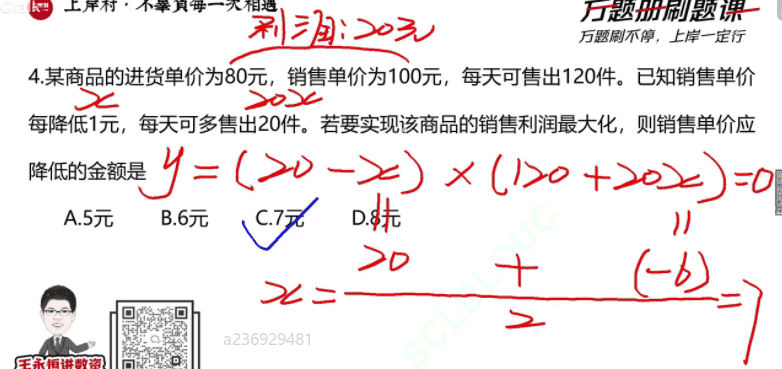 上岸村·不辜負每一次相遇
万题册刷题课
万题刷不停，上岸一定行
利润:20元
4.某商品的进货单价为80元，销售单价为100元，每天可售出120件。已知销售单价
x 20x
每降低1元，每天可多售出20件。若要实现该商品的销售利润最大化，则销售单价应
降低的金额是 y=(20-x)×(120+20x)=0
A.5元 B.6元 C.7元 D.8元
x= 20 + (-6) =7
2
王永恒讲数资
a236929481
SCLCLDUC